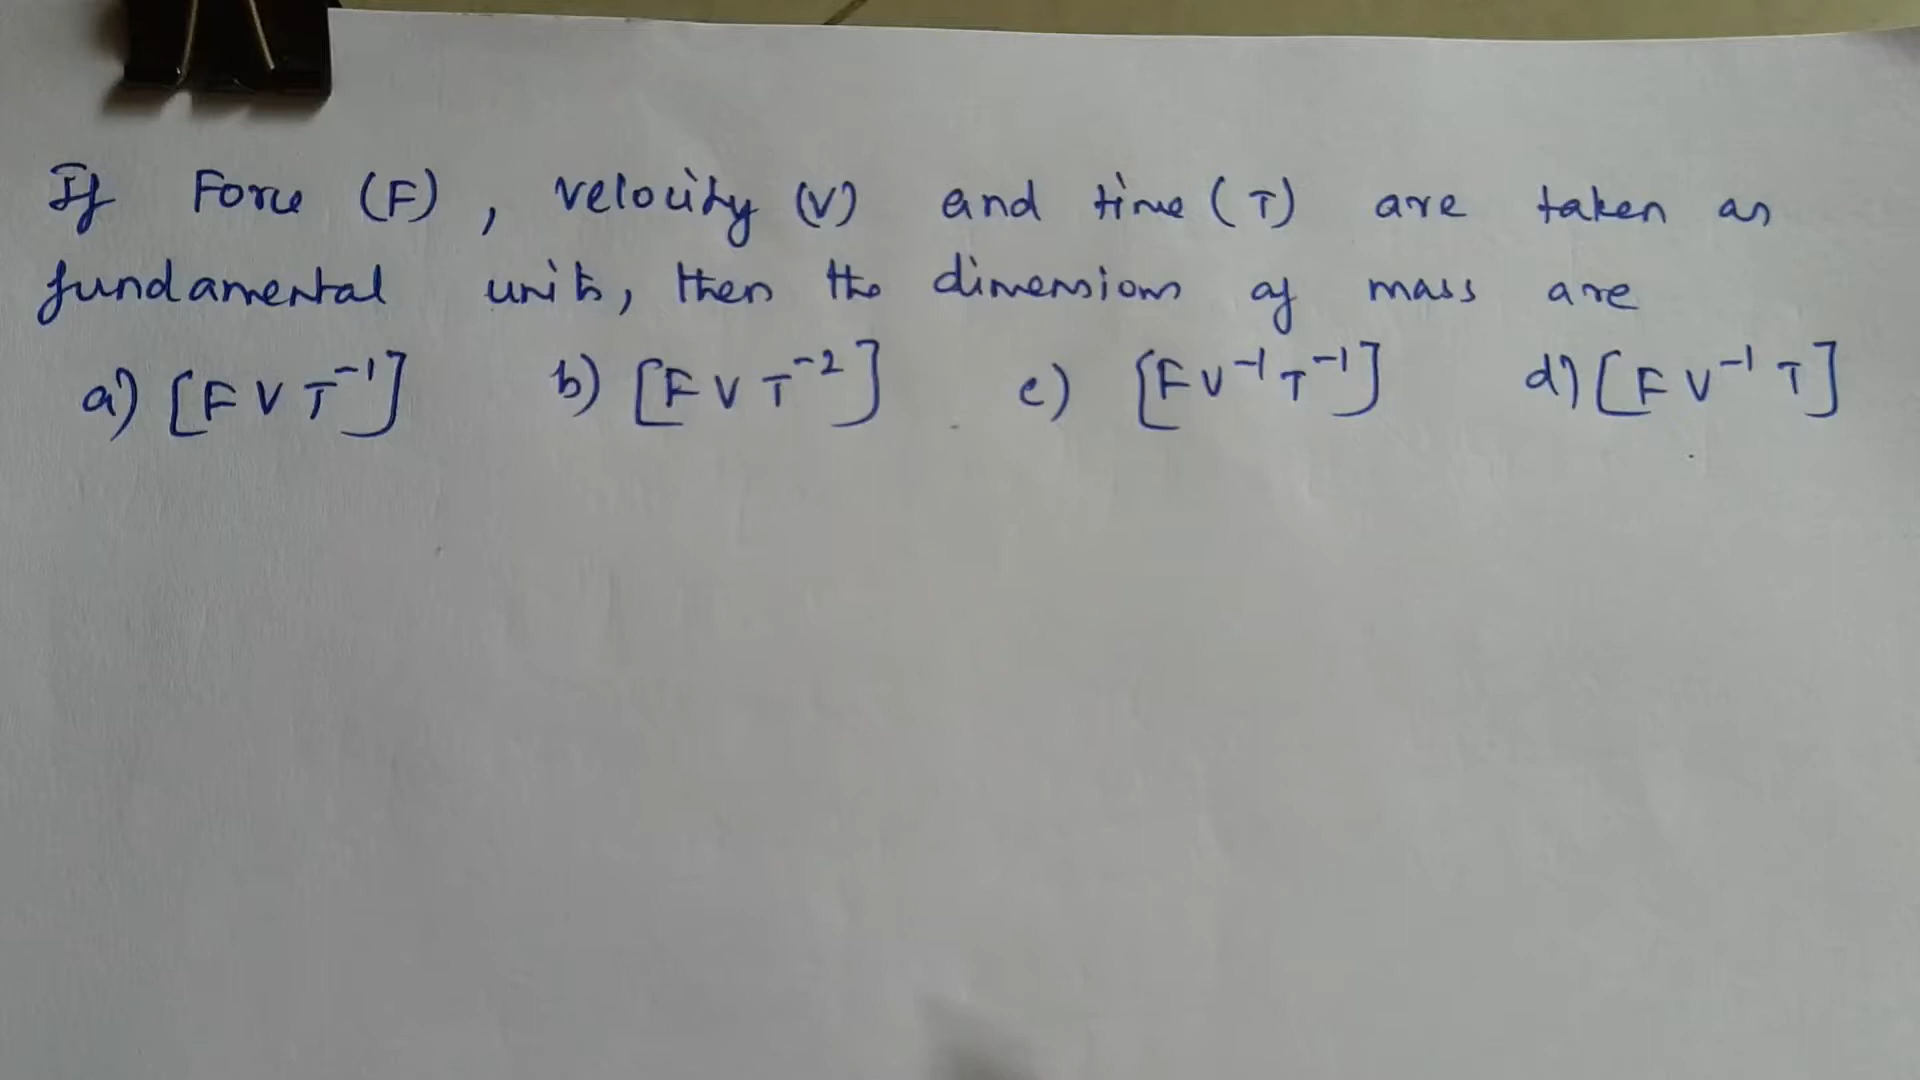 If Force (F), velocity (V) and time (T) are taken as
fundamental units, then the dimensions of mass are
a) [F V T⁻¹] b) [F V T⁻²] c) [F V⁻¹ T⁻¹] d) [F V⁻¹ T]